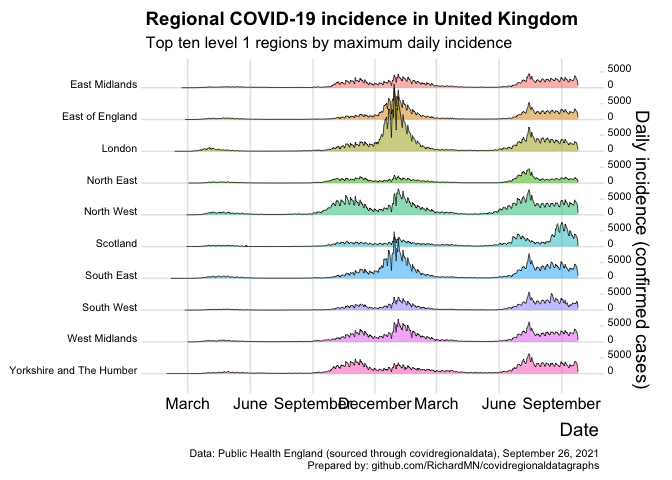 Regional COVID-19 incidence in United Kingdom
Top ten level 1 regions by maximum daily incidence
East Midlands
5000
0
East of England
5000
0
London
5000
0
North East
5000
0
North West
5000
0
Scotland
5000
0
South East
5000
0
South West
5000
0
West Midlands
5000
0
Yorkshire and The Humber
5000
0
Daily incidence (confirmed cases)
March June September December March June September
Date
Data: Public Health England (sourced through covidregionaldata), September 26, 2021
Prepared by: github.com/RichardMN/covidregionaldatagraphs